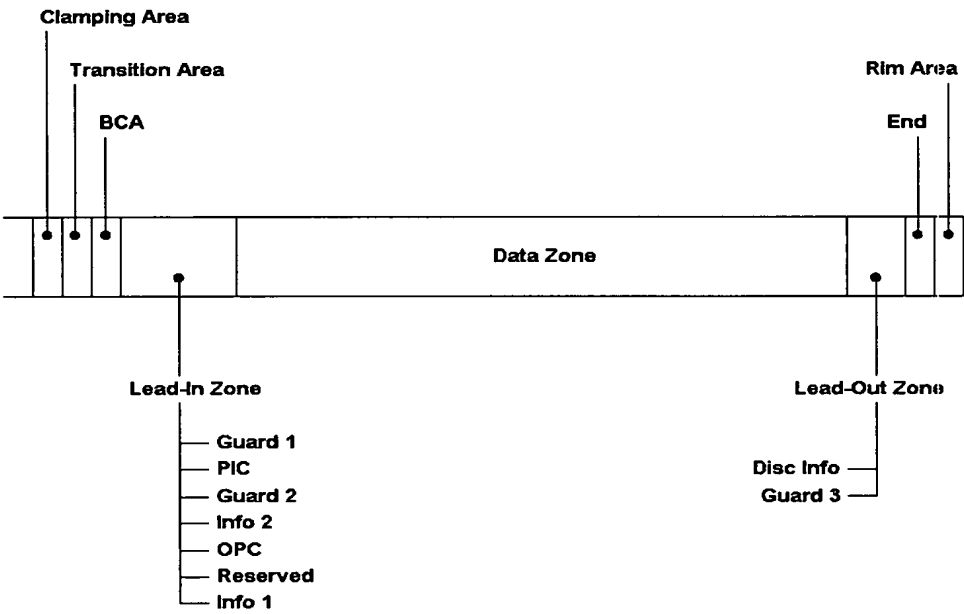 Clamping Area
Transition Area
Rim Area
BCA
End
Data Zone
Lead-In Zone
Lead-Out Zone
Guard 1
PIC
Guard 2
Info 2
OPC
Reserved
Info 1
Disc Info
Guard 3